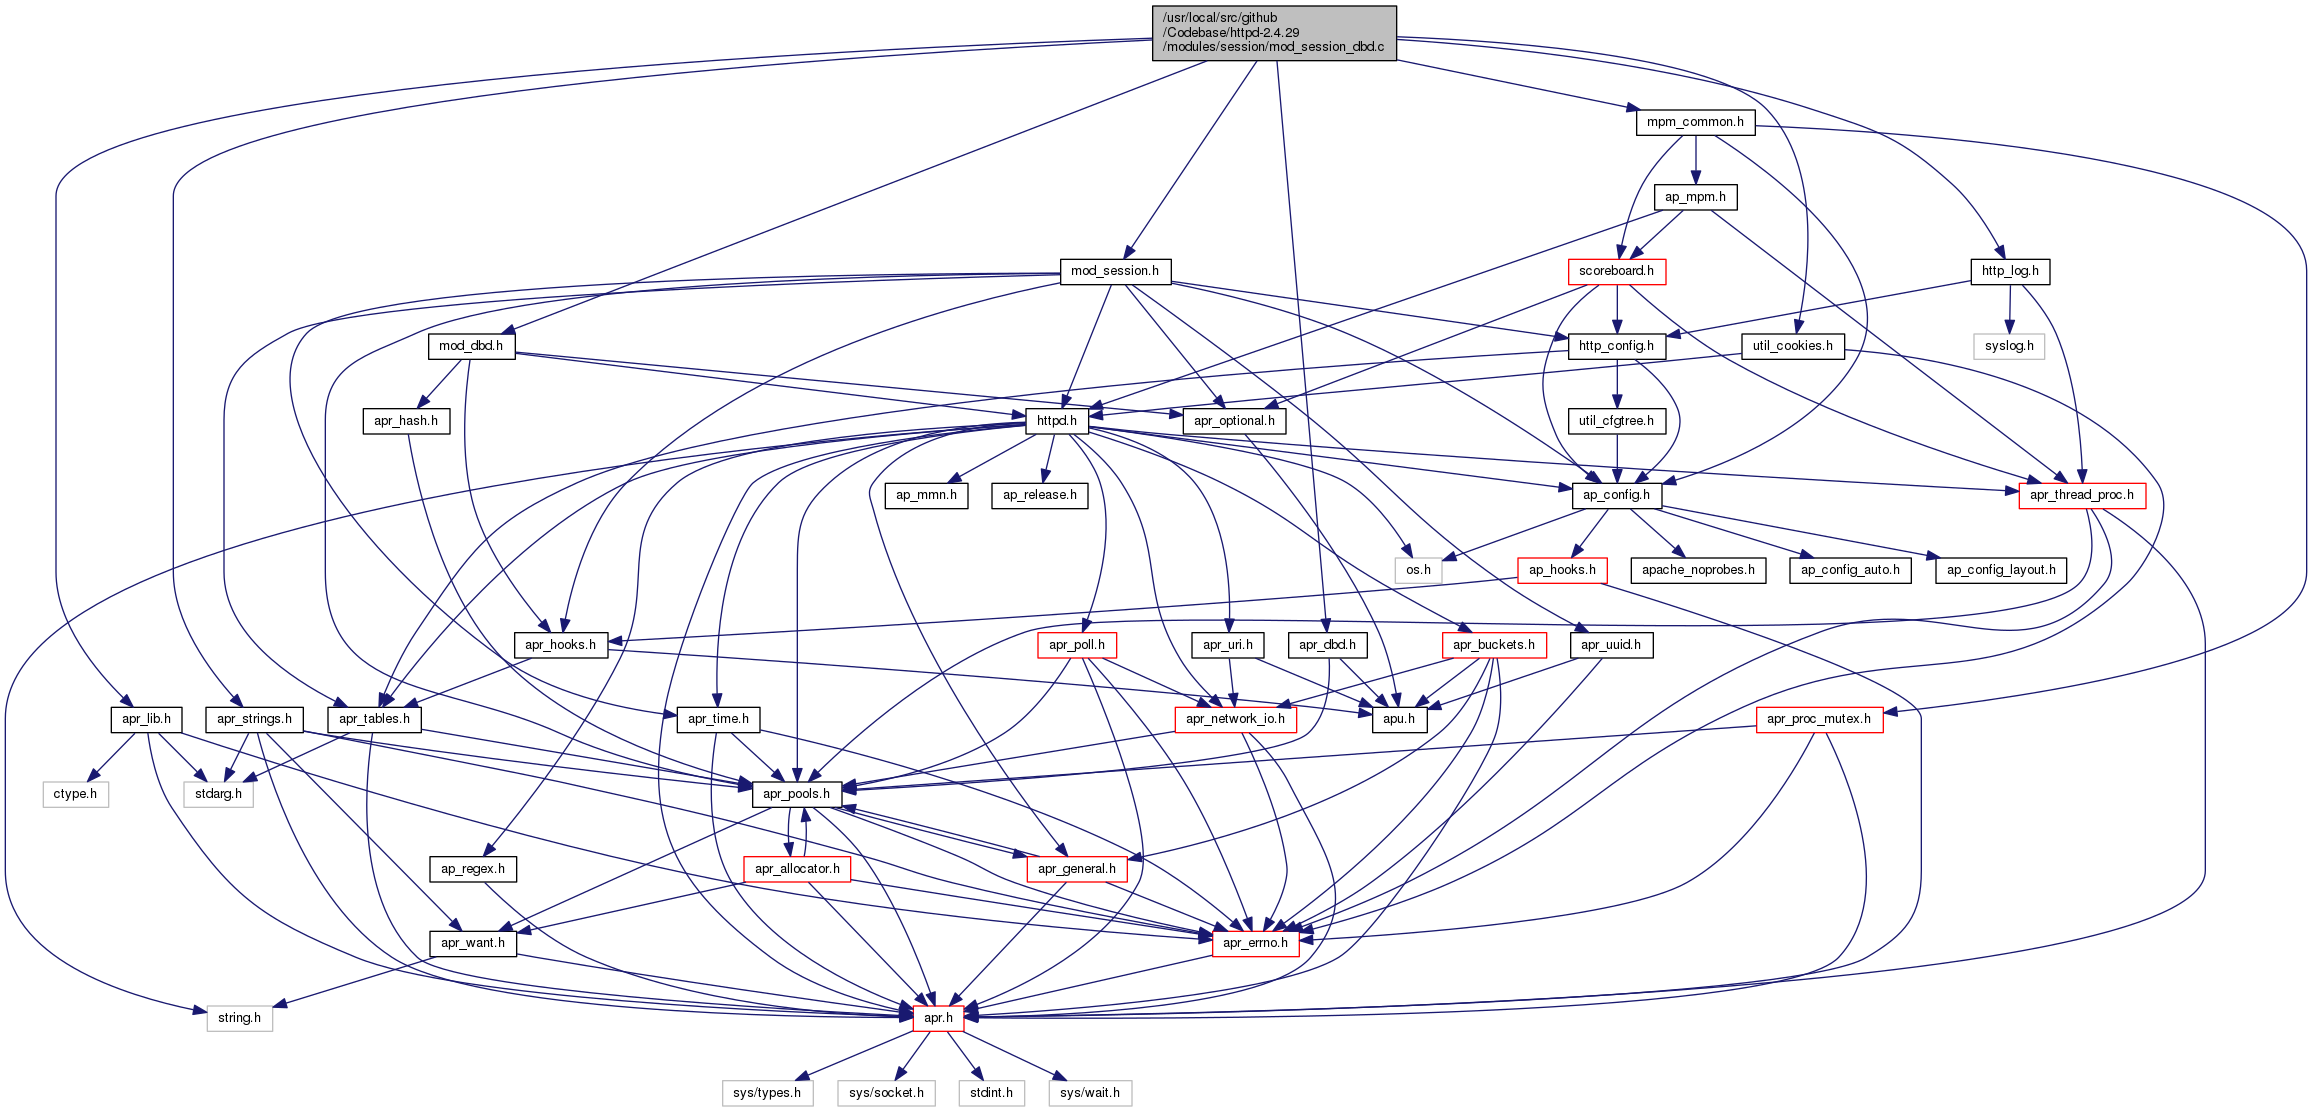 /usr/local/src/github
/Codebase/httpd-2.4.29
/modules/session/mod_session_dbd.c
mpm_common.h
ap_mpm.h
mod_session.h
scoreboard.h
http_log.h
mod_dbd.h
http_config.h
util_cookies.h
syslog.h
apr_hash.h
httpd.h
apr_optional.h
util_cfgtree.h
ap_mmn.h
ap_release.h
ap_config.h
apr_thread_proc.h
os.h
ap_hooks.h
apache_noprobes.h
ap_config_auto.h
ap_config_layout.h
apr_hooks.h
apr_poll.h
apr_uri.h
apr_dbd.h
apr_buckets.h
apr_uuid.h
apr_lib.h
apr_strings.h
apr_tables.h
apr_time.h
apr_network_io.h
apu.h
apr_proc_mutex.h
ctype.h
stdarg.h
apr_pools.h
ap_regex.h
apr_allocator.h
apr_general.h
apr_want.h
apr_errno.h
string.h
apr.h
sys/types.h
sys/socket.h
stdint.h
sys/wait.h